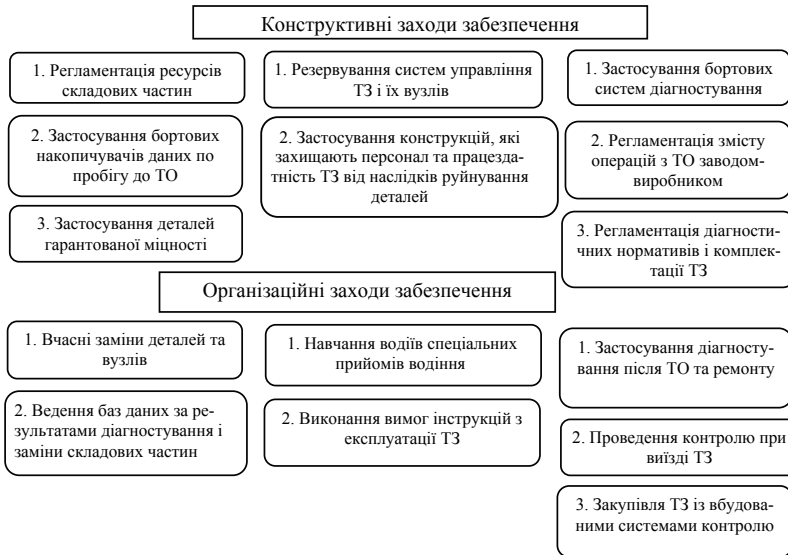 Конструктивні заходи забезпечення
1. Регламентація ресурсів
складових частин
2. Застосування бортових
накопичувачів даних по
пробігу до ТО
3. Застосування деталей
гарантованої міцності
1. Резервування систем управління
ТЗ і їх вузлів
2. Застосування конструкцій, які
захищають персонал та працезда-
тність ТЗ від наслідків руйнування
деталей
1. Застосування бортових
систем діагностування
2. Регламентація змісту
операцій з ТО заводом-
виробником
3. Регламентація діагности-
чних нормативів і комплек-
тації ТЗ
Організаційні заходи забезпечення
1. Вчасні заміни деталей та
вузлів
2. Ведення баз даних за ре-
зультатами діагностування і
заміни складових частин
1. Навчання водіїв спеціальних
прийомів водіння
2. Виконання вимог інструкцій з
експлуатації ТЗ
1. Застосування діагносту-
вання після ТО та ремонту
2. Проведення контролю при
виїзді ТЗ
3. Закупівля ТЗ із вбудова-
ними системами контролю